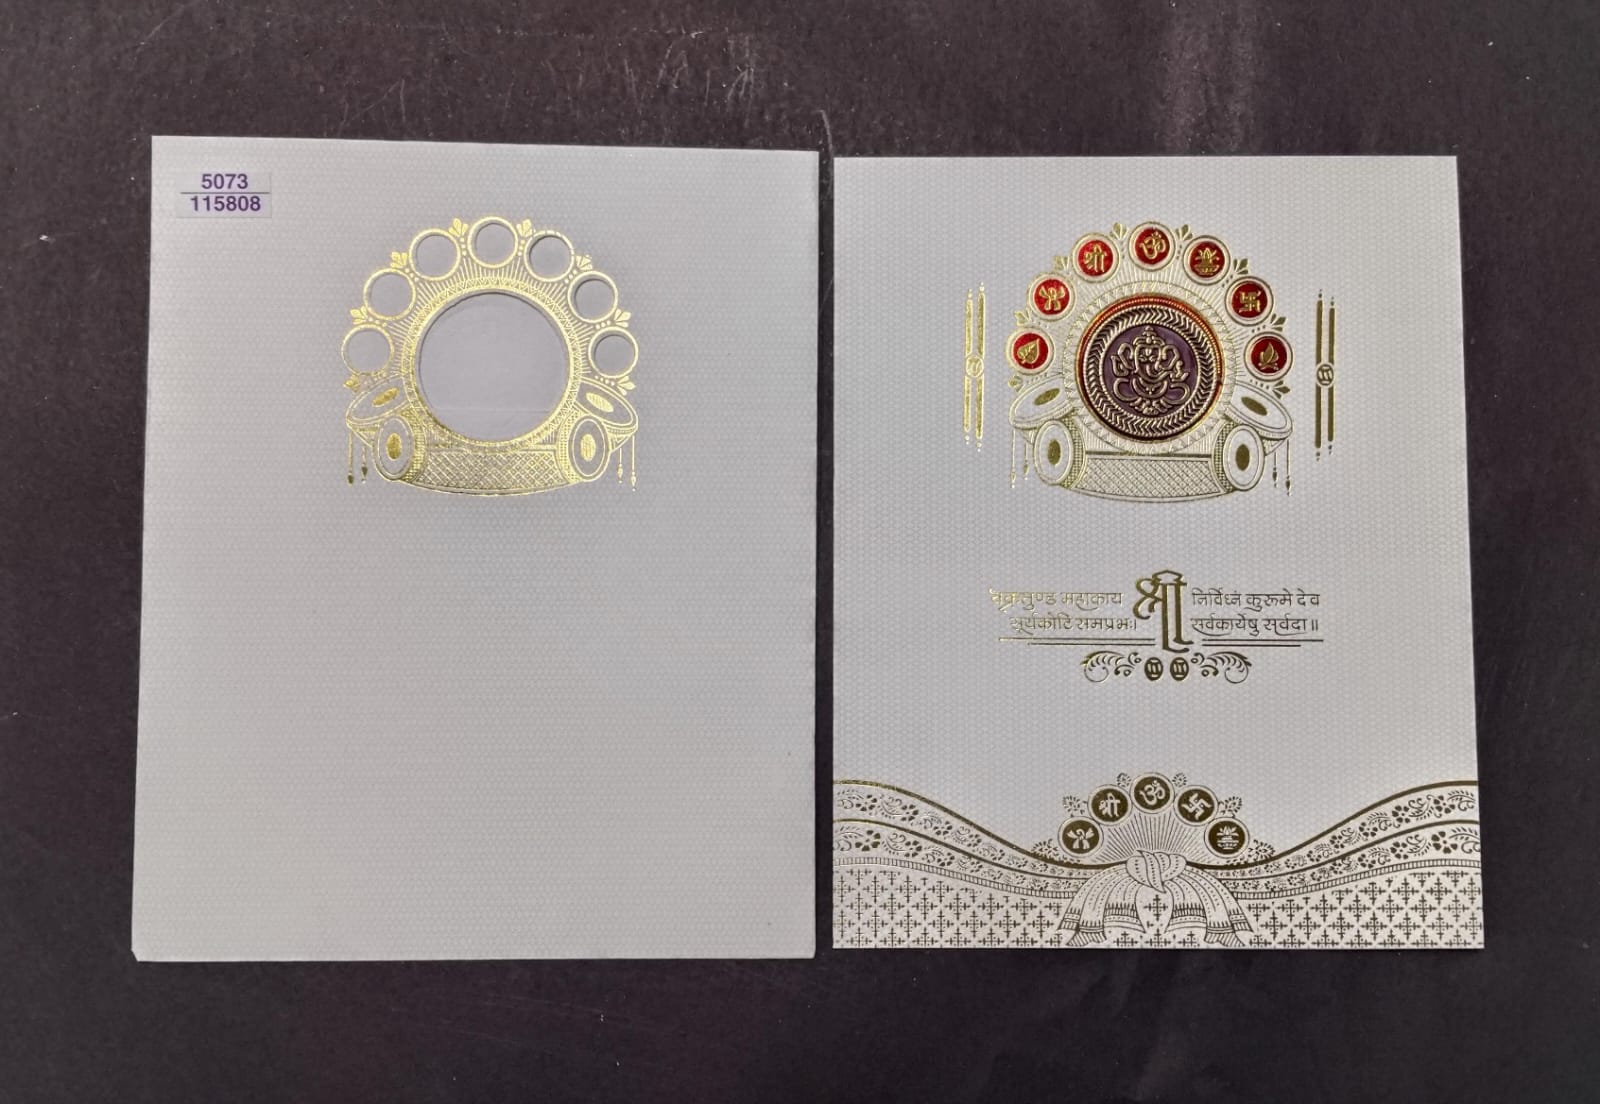 5073
115808
श्री ॐ
वक्रतुण्ड महाकाय
सूर्यकोटि समप्रभः।
श्री
निर्विध्नं कुरूमे देव
सर्वकार्येषु सर्वदा॥
श्री ॐ